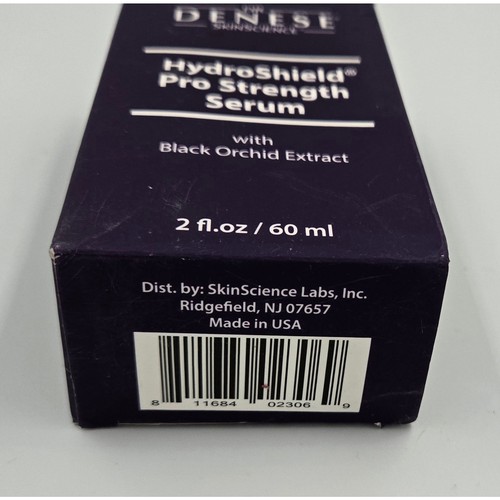 DR
DENESE
SKINSCIENCE
HydroShield®
Pro Strength
Serum
with
Black Orchid Extract
2 fl.oz / 60 ml
Dist. by: SkinScience Labs, Inc.
Ridgefield, NJ 07657
Made in USA
8 11684 02306 9